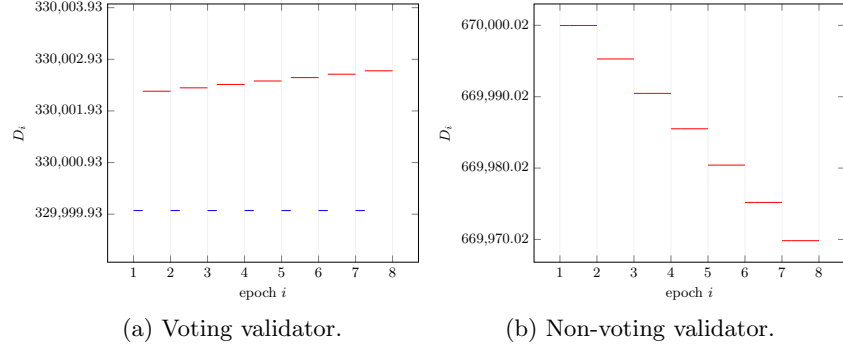 330,003.93
330,002.93
330,001.93
330,000.93
329,999.93
D_i
1 2 3 4 5 6 7 8
epoch i
(a) Voting validator.
670,000.02
669,990.02
669,980.02
669,970.02
D_i
1 2 3 4 5 6 7 8
epoch i
(b) Non-voting validator.